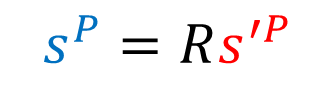 s^P = Rs'^P